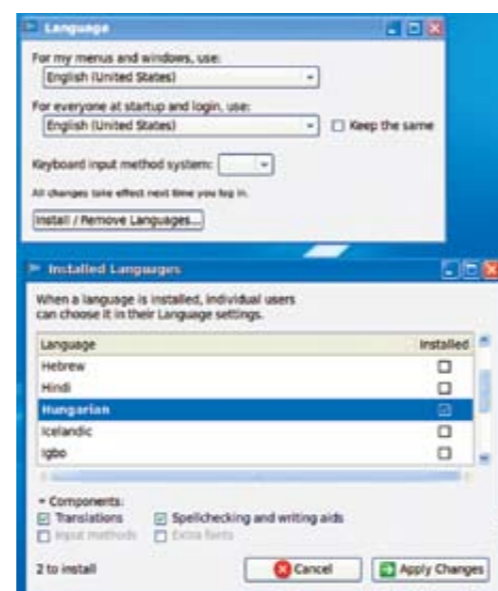 Language
For my menus and windows, use:
English (United States)
For everyone at startup and login, use:
English (United States)
Keep the same
Keyboard input method system:
All changes take effect next time you log in.
Install / Remove Languages...
Installed Languages
When a language is installed, individual users
can choose it in their Language settings.
Language Installed
Hebrew
Hindi
Hungarian
Icelandic
Igbo
Components:
Translations Spellchecking and writing aids
Input methods Extra fonts
2 to install Cancel Apply Changes